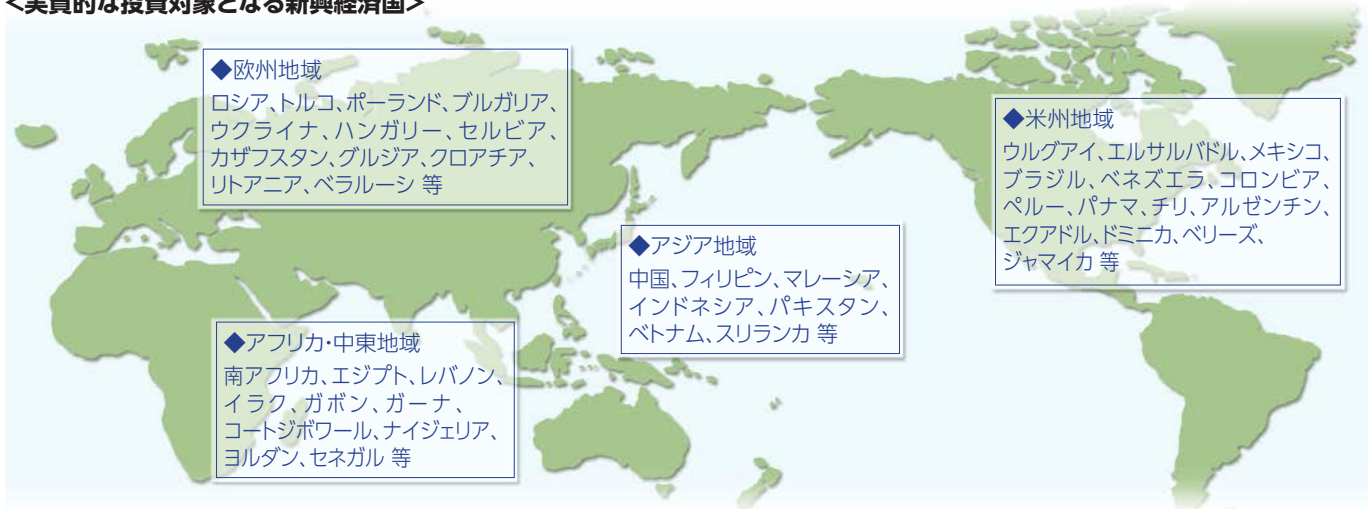 <実質的な投資対象となる新興経済国>
◆欧州地域
ロシア、トルコ、ポーランド、ブルガリア、
ウクライナ、ハンガリー、セルビア、
カザフスタン、グルジア、クロアチア、
リトアニア、ベラルーシ 等
◆米州地域
ウルグアイ、エルサルバドル、メキシコ、
ブラジル、ベネズエラ、コロンビア、
ペルー、パナマ、チリ、アルゼンチン、
エクアドル、ドミニカ、ベリーズ、
ジャマイカ 等
◆アジア地域
中国、フィリピン、マレーシア、
インドネシア、パキスタン、
ベトナム、スリランカ 等
◆アフリカ・中東地域
南アフリカ、エジプト、レバノン、
イラク、ガボン、ガーナ、
コートジボワール、ナイジェリア、
ヨルダン、セネガル 等